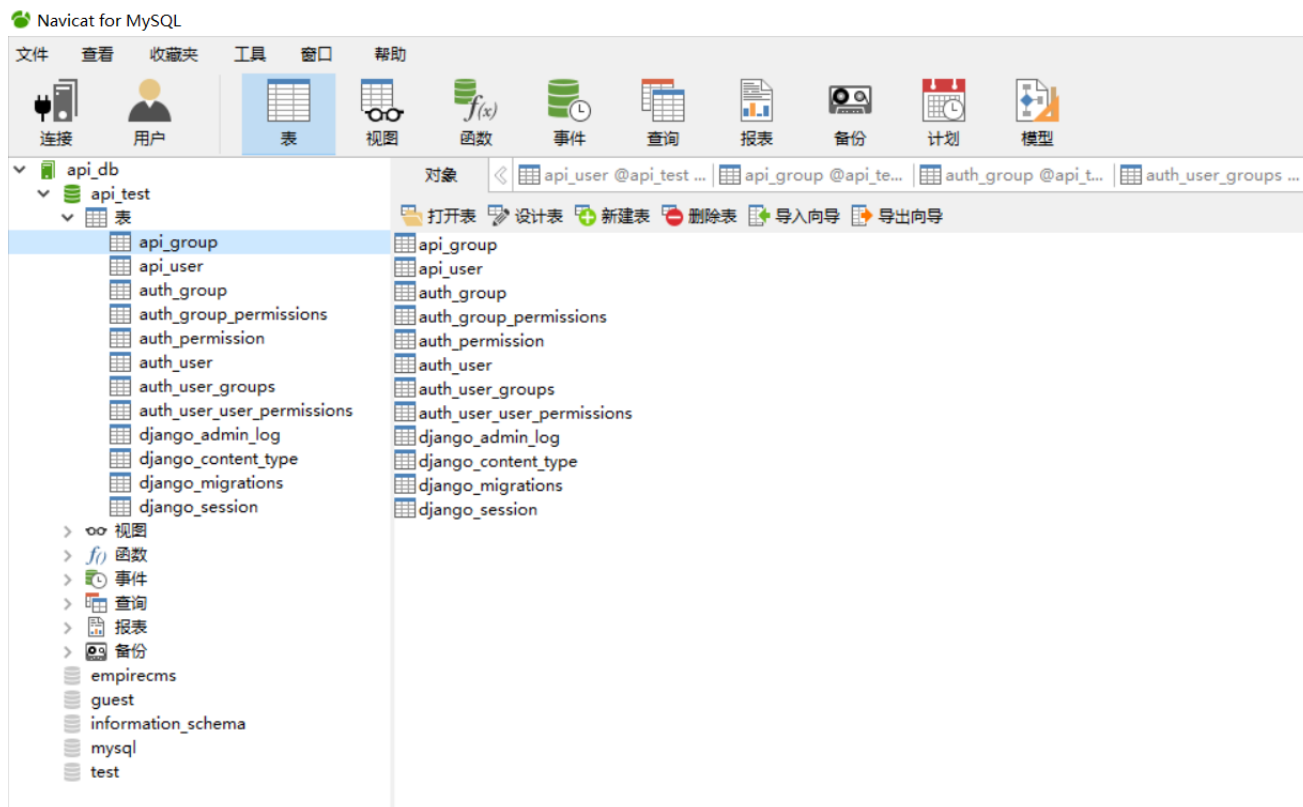 Navicat for MySQL
文件 查看 收藏夹 工具 窗口 帮助
连接 用户 表 视图 f(x) 函数 事件 查询 报表 备份 计划 模型
api_db
api_test
表
api_group
api_user
auth_group
auth_group_permissions
auth_permission
auth_user
auth_user_groups
auth_user_user_permissions
django_admin_log
django_content_type
django_migrations
django_session
视图
f() 函数
事件
查询
报表
备份
empirecms
guest
information_schema
mysql
test
对象 api_user @api_test ... api_group @api_te... auth_group @api_t... auth_user_groups ...
打开表 设计表 新建表 删除表 导入向导 导出向导
api_group
api_user
auth_group
auth_group_permissions
auth_permission
auth_user
auth_user_groups
auth_user_user_permissions
django_admin_log
django_content_type
django_migrations
django_session